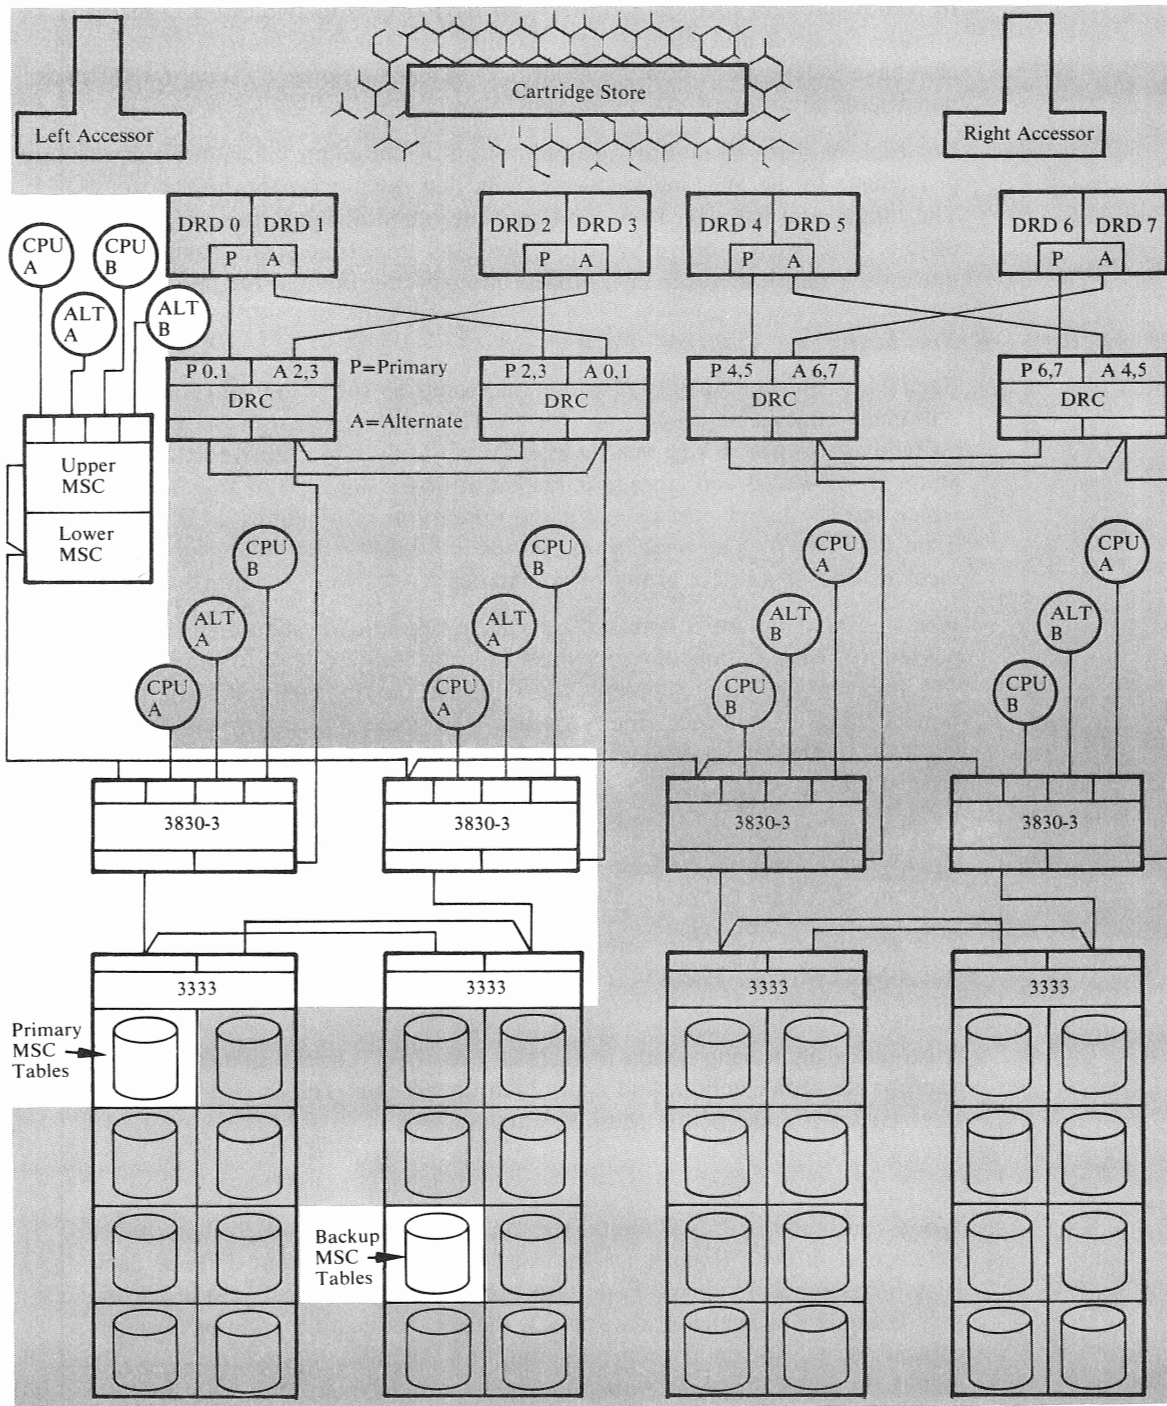 Cartridge Store
Left Accessor
Right Accessor
DRD 0 DRD 1
P A
DRD 2 DRD 3
P A
DRD 4 DRD 5
P A
DRD 6 DRD 7
P A
CPU
A
CPU
B
ALT
A
ALT
B
P 0,1 A 2,3
DRC
P=Primary
A=Alternate
P 2,3 A 0,1
DRC
P 4,5 A 6,7
DRC
P 6,7 A 4,5
DRC
Upper
MSC
Lower
MSC
CPU
B
ALT
A
CPU
A
CPU
B
ALT
A
CPU
A
CPU
A
ALT
B
CPU
B
CPU
A
ALT
B
CPU
B
3830-3
3830-3
3830-3
3830-3
3333
3333
3333
3333
Primary
MSC
Tables
Backup
MSC
Tables